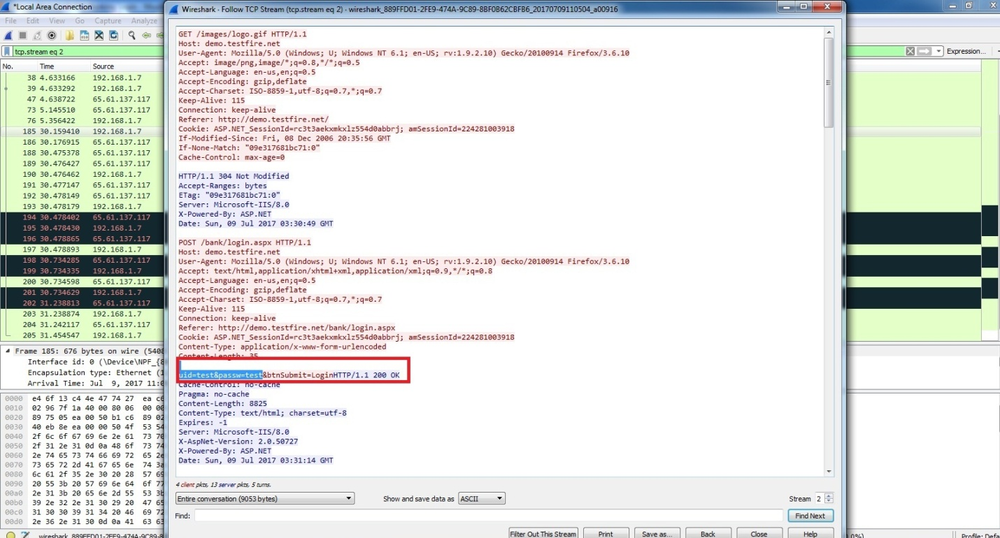 *Local Area Connection
File Edit View Go Capture Analyze
tcp.stream eq 2
Expression...
No. Time Source
38 4.633166 192.168.1.7
39 4.633292 192.168.1.7
47 4.638722 65.61.137.117
73 5.145510 65.61.137.117
76 5.356422 192.168.1.7
185 30.159410 192.168.1.7
186 30.176915 65.61.137.117
188 30.475378 65.61.137.117
189 30.476427 65.61.137.117
190 30.476462 192.168.1.7
191 30.477147 65.61.137.117
192 30.478149 65.61.137.117
193 30.478179 192.168.1.7
194 30.478402 65.61.137.117
195 30.478430 192.168.1.7
196 30.478865 65.61.137.117
197 30.478893 192.168.1.7
198 30.734285 65.61.137.117
199 30.734335 192.168.1.7
200 30.734598 65.61.137.117
201 30.734629 192.168.1.7
202 31.238813 65.61.137.117
203 31.238874 192.168.1.7
204 31.242117 65.61.137.117
205 31.454547 192.168.1.7
Frame 185: 676 bytes on wire (5408
Interface id: 0 (\Device\NPF_{8
Encapsulation type: Ethernet (1
Arrival Time: Jul 9, 2017 11:0
0000 e4 6f 13 c4 4e 47 74 27 ea c6
0010 02 96 7f 1a 40 00 80 06 00 00
0020 89 75 05 ea 00 50 b1 c6 89 02
0030 40 eb 8e ea 00 00 50 4f 53 54
0040 2f 6c 6f 67 69 6e 2e 61 73 70
0050 2f 31 2e 31 0d 0a 48 6f 73 74
0060 2e 74 65 73 74 66 69 72 65 2e
0070 73 65 72 2d 41 67 65 6e 74 3a
0080 6c 61 2f 35 2e 30 20 28 57 69
0090 20 55 3b 20 57 69 6e 64 6f 77
00a0 2e 31 3b 20 65 6e 2d 55 53 3b
00b0 39 2e 32 2e 31 30 29 20 47 65
00c0 31 30 30 39 31 34 20 46 69 72
00d0 2e 36 2e 31 30 0d 0a 41 63 63
wireshark_889FFD01-2FE9-474A-9C89-8
0%)
Profile: Defa
Wireshark - Follow TCP Stream (tcp.stream eq 2) - wireshark_889FFD01-2FE9-474A-9C89-8BF0B62CBFB6_20170709110504_a00916
GET /images/logo.gif HTTP/1.1
Host: demo.testfire.net
User-Agent: Mozilla/5.0 (Windows; U; Windows NT 6.1; en-US; rv:1.9.2.10) Gecko/20100914 Firefox/3.6.10
Accept: image/png,image/*;q=0.8,*/*;q=0.5
Accept-Language: en-us,en;q=0.5
Accept-Encoding: gzip,deflate
Accept-Charset: ISO-8859-1,utf-8;q=0.7,*;q=0.7
Keep-Alive: 115
Connection: keep-alive
Referer: http://demo.testfire.net/
Cookie: ASP.NET_SessionId=rc3t3aekxmkxlz554d0abbrj; amSessionId=224281003918
If-Modified-Since: Fri, 08 Dec 2006 20:35:56 GMT
If-None-Match: "09e317681bc71:0"
Cache-Control: max-age=0
HTTP/1.1 304 Not Modified
Accept-Ranges: bytes
ETag: "09e317681bc71:0"
Server: Microsoft-IIS/8.0
X-Powered-By: ASP.NET
Date: Sun, 09 Jul 2017 03:30:49 GMT
POST /bank/login.aspx HTTP/1.1
Host: demo.testfire.net
User-Agent: Mozilla/5.0 (Windows; U; Windows NT 6.1; en-US; rv:1.9.2.10) Gecko/20100914 Firefox/3.6.10
Accept: text/html,application/xhtml+xml,application/xml;q=0.9,*/*;q=0.8
Accept-Language: en-us,en;q=0.5
Accept-Encoding: gzip,deflate
Accept-Charset: ISO-8859-1,utf-8;q=0.7,*;q=0.7
Keep-Alive: 115
Connection: keep-alive
Referer: http://demo.testfire.net/bank/login.aspx
Cookie: ASP.NET_SessionId=rc3t3aekxmkxlz554d0abbrj; amSessionId=224281003918
Content-Type: application/x-www-form-urlencoded
Content-Length: 35
uid=test&passw=test&btnSubmit=LoginHTTP/1.1 200 OK
Cache-Control: no-cache
Pragma: no-cache
Content-Length: 8825
Content-Type: text/html; charset=utf-8
Expires: -1
Server: Microsoft-IIS/8.0
X-AspNet-Version: 2.0.50727
X-Powered-By: ASP.NET
Date: Sun, 09 Jul 2017 03:31:14 GMT
4 client pkts, 13 server pkts, 5 turns.
Entire conversation (9053 bytes) Show and save data as ASCII Stream 2
Find: Find Next
Filter Out This Stream Print Save as... Back Close Help